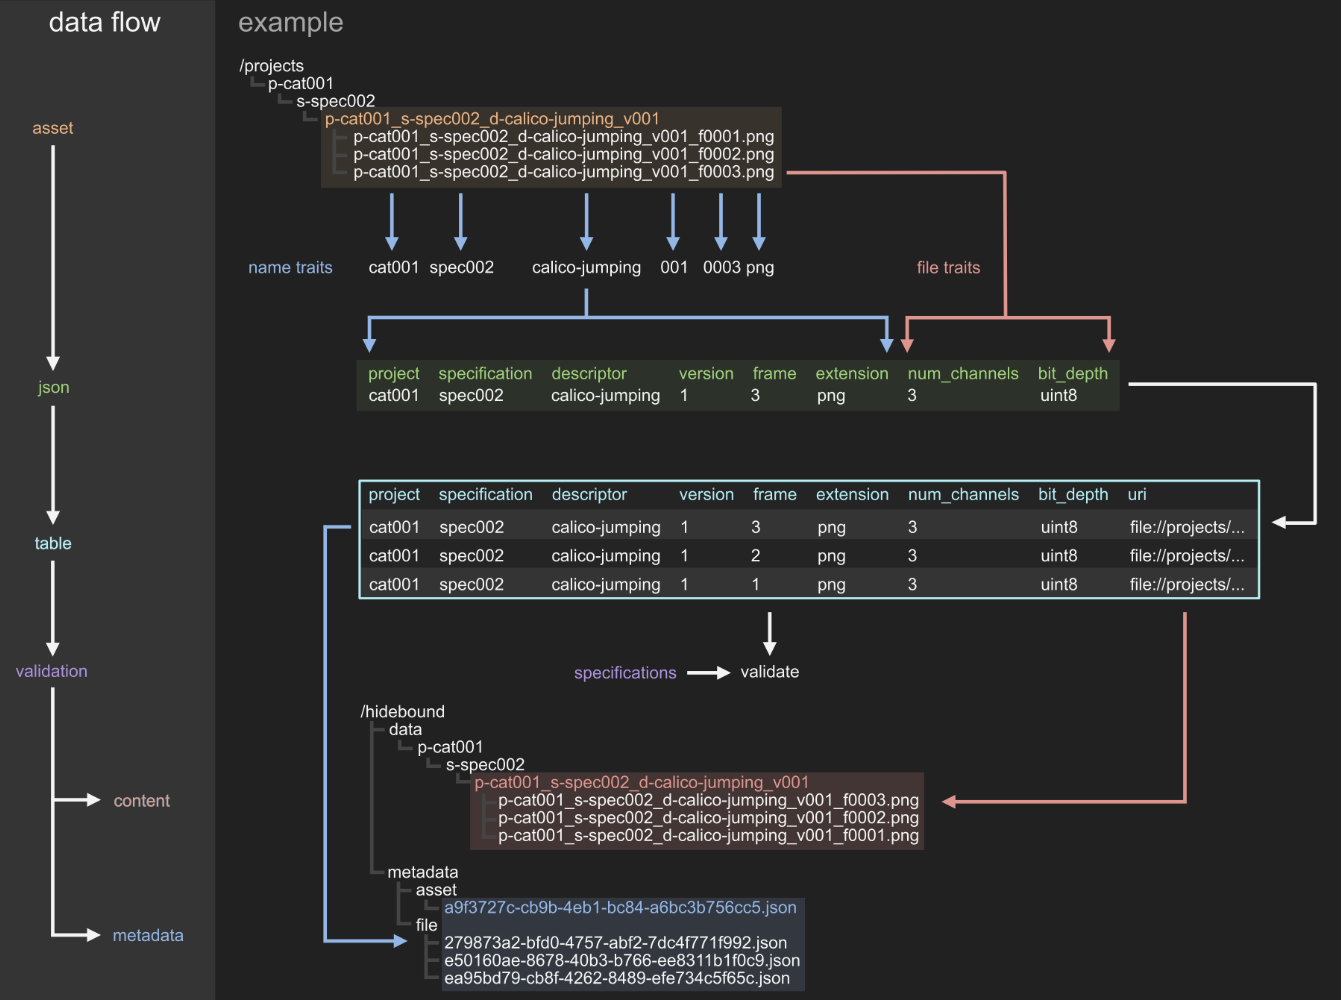 data flow
example
/projects
p-cat001
s-spec002
asset
p-cat001_s-spec002_d-calico-jumping_v001
p-cat001_s-spec002_d-calico-jumping_v001_f0001.png
p-cat001_s-spec002_d-calico-jumping_v001_f0002.png
p-cat001_s-spec002_d-calico-jumping_v001_f0003.png
name traits cat001 spec002 calico-jumping 001 0003 png file traits
project specification descriptor version frame extension num_channels bit_depth
cat001 spec002 calico-jumping 1 3 png 3 uint8
json
project specification descriptor version frame extension num_channels bit_depth uri
cat001 spec002 calico-jumping 1 3 png 3 uint8 file://projects/...
table
cat001 spec002 calico-jumping 1 2 png 3 uint8 file://projects/...
cat001 spec002 calico-jumping 1 1 png 3 uint8 file://projects/...
validation
specifications validate
/hidebound
data
p-cat001
s-spec002
p-cat001_s-spec002_d-calico-jumping_v001
p-cat001_s-spec002_d-calico-jumping_v001_f0003.png
content
p-cat001_s-spec002_d-calico-jumping_v001_f0002.png
p-cat001_s-spec002_d-calico-jumping_v001_f0001.png
metadata
asset
a9f3727c-cb9b-4eb1-bc84-a6bc3b756cc5.json
file
metadata
279873a2-bfd0-4757-abf2-7dc4f771f992.json
e50160ae-8678-40b3-b766-ee8311b1f0c9.json
ea95bd79-cb8f-4262-8489-efe734c5f65c.json